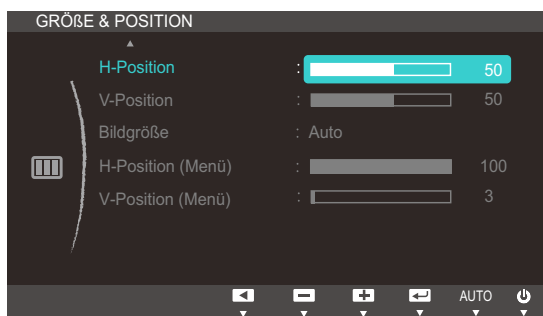 GRÖßE & POSITION
H-Position : 50
V-Position : 50
Bildgröße : Auto
H-Position (Menü) : 100
V-Position (Menü) : 3
AUTO